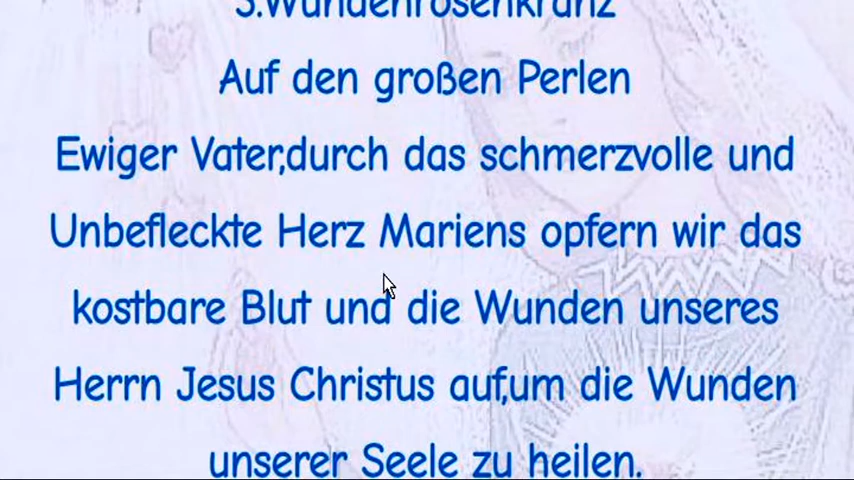 3.Wundenrosenkranz
Auf den großen Perlen
Ewiger Vater,durch das schmerzvolle und
Unbefleckte Herz Mariens opfern wir das
kostbare Blut und die Wunden unseres
Herrn Jesus Christus auf,um die Wunden
unserer Seele zu heilen.